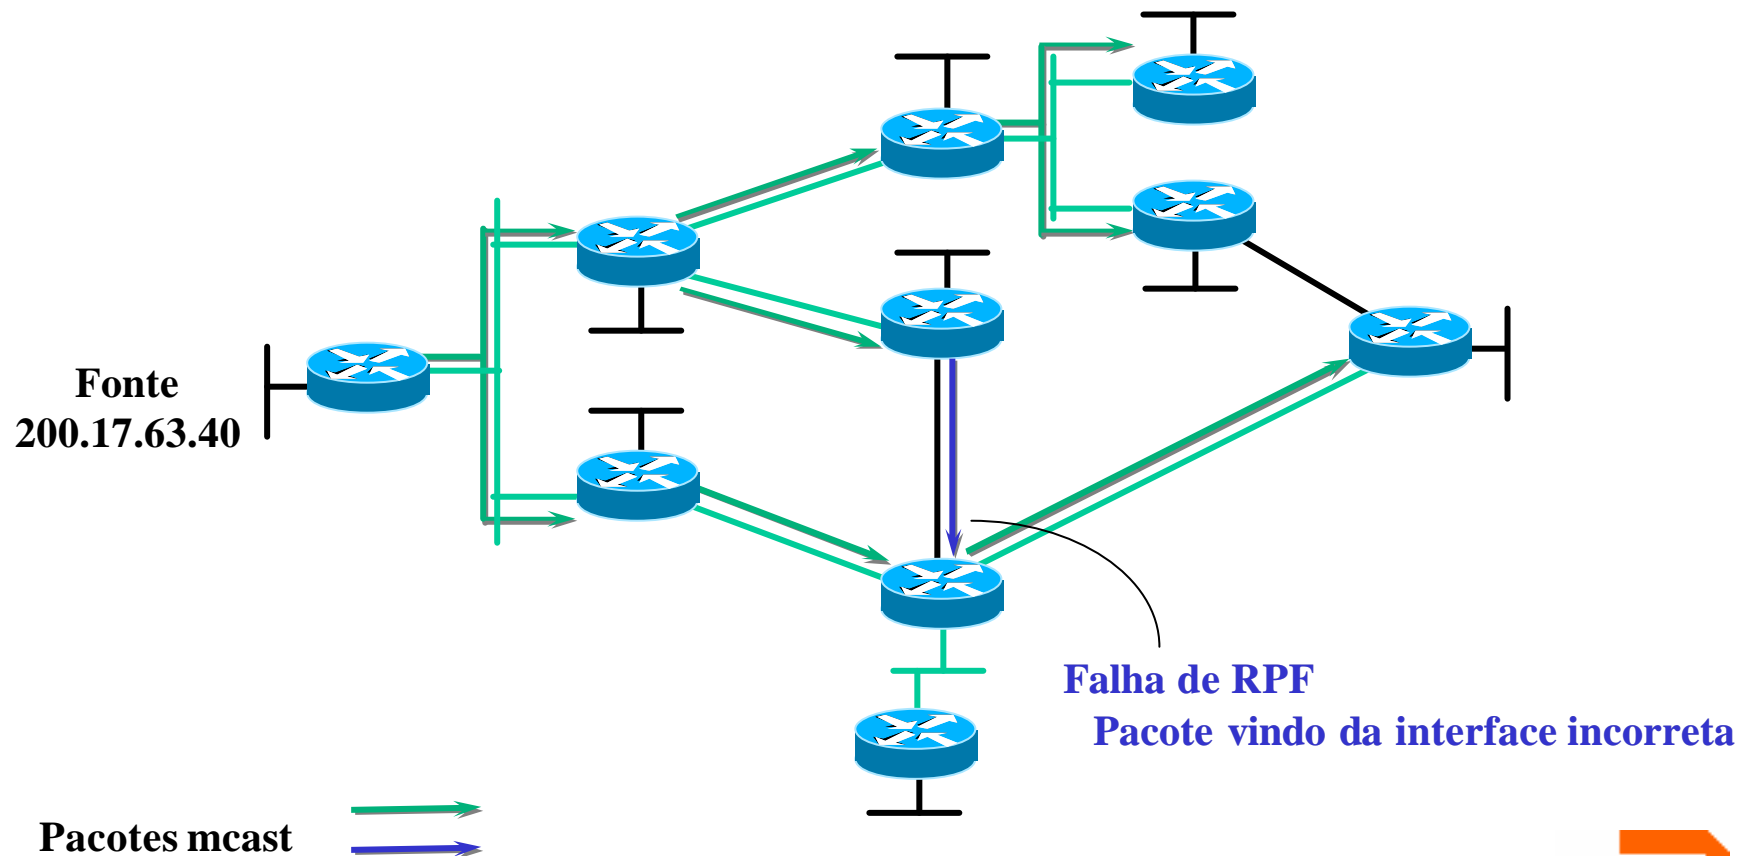 Fonte
200.17.63.40
Falha de RPF
Pacote vindo da interface incorreta
Pacotes mcast